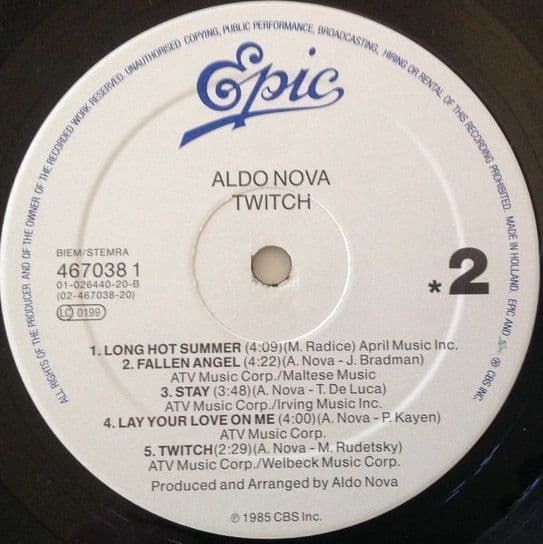 ALL RIGHTS OF THE PRODUCER AND OF THE OWNER OF THE RECORDED WORK RESERVED. UNAUTHORISED COPYING, PUBLIC PERFORMANCE, BROADCASTING, HIRING OR RENTAL OF THIS RECORDING PROHIBITED. MADE IN HOLLAND. EPIC AND ℗ CBS INC.
Epic
ALDO NOVA
TWITCH
BIEM/STEMRA
467038 1
01-026440-20-B
(02-467038-20)
LC 0199
*2
1. LONG HOT SUMMER (4:09)(M. Radice) April Music Inc.
2. FALLEN ANGEL (4:22)(A. Nova - J. Bradman)
ATV Music Corp./Maltese Music
3. STAY (3:48)(A. Nova - T. De Luca)
ATV Music Corp./Irving Music Inc.
4. LAY YOUR LOVE ON ME (4:00)(A. Nova - P. Kayen)
ATV Music Corp.
5. TWITCH(2:29)(A. Nova - M. Rudetsky)
ATV Music Corp./Welbeck Music Corp.
Produced and Arranged by Aldo Nova
℗ 1985 CBS Inc.